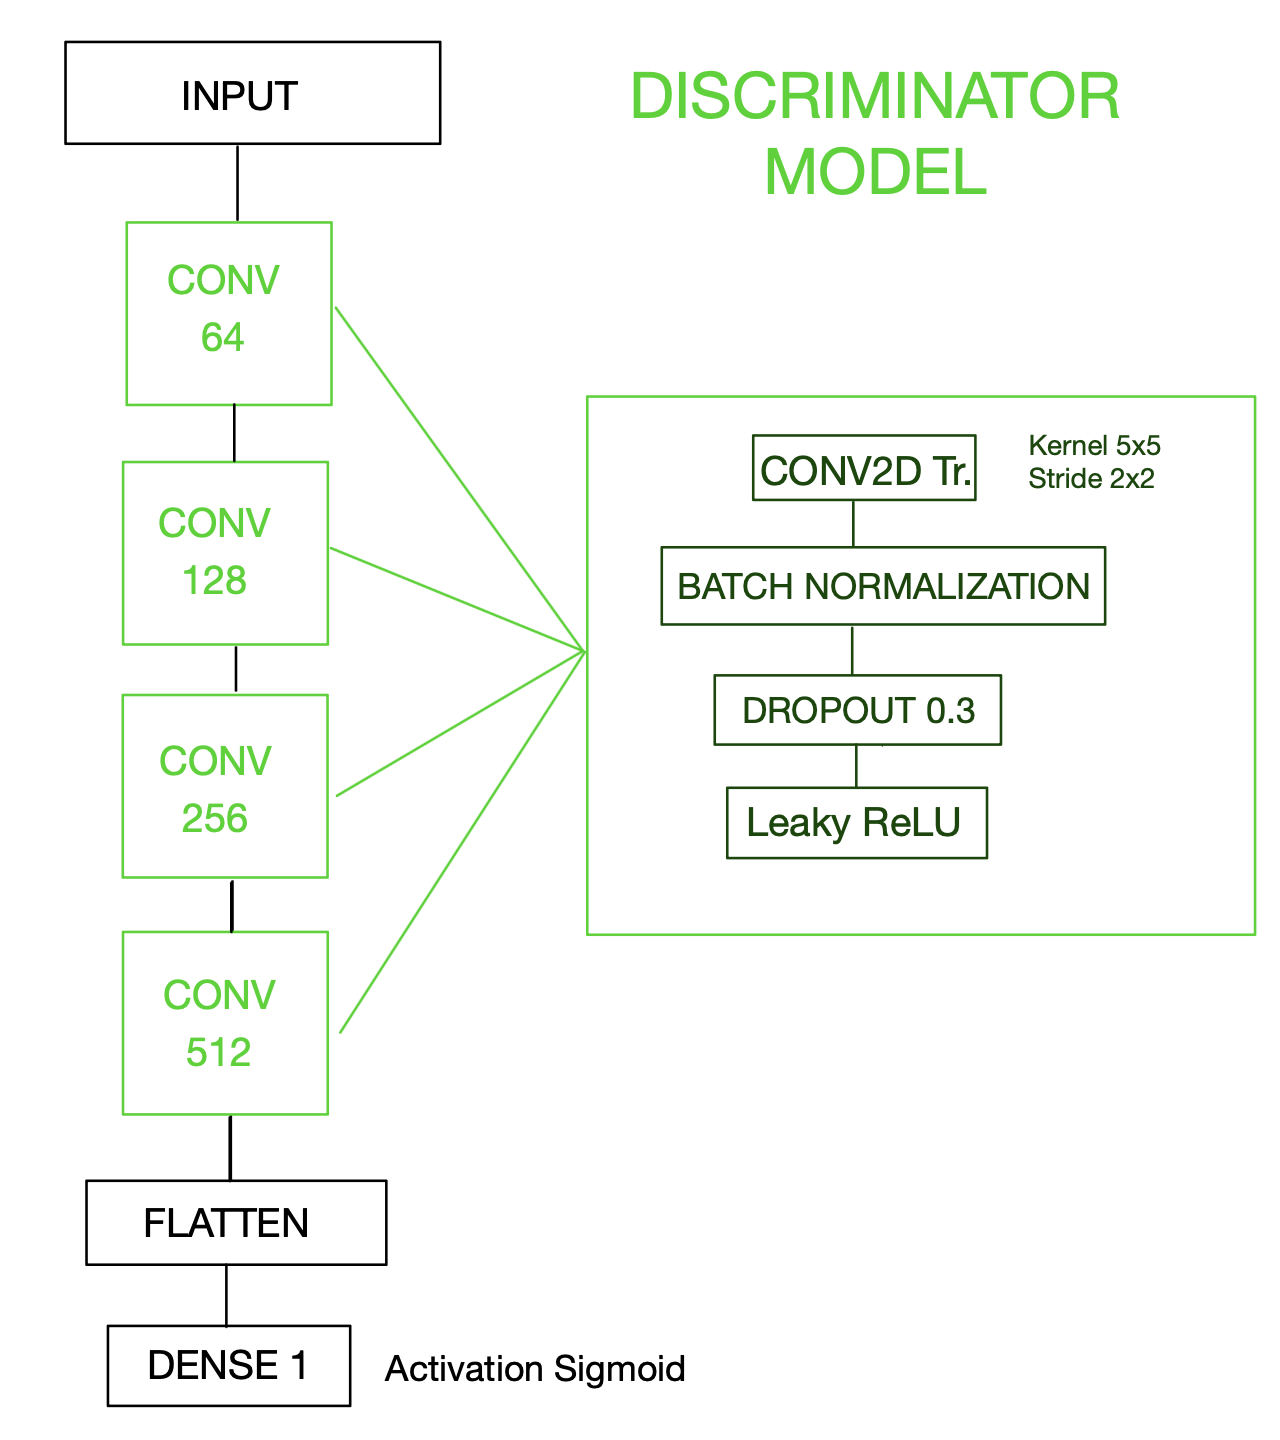 INPUT
DISCRIMINATOR
MODEL
CONV
64
CONV
128
CONV
256
CONV
512
CONV2D Tr.
Kernel 5x5
Stride 2x2
BATCH NORMALIZATION
DROPOUT 0.3
Leaky ReLU
FLATTEN
DENSE 1
Activation Sigmoid